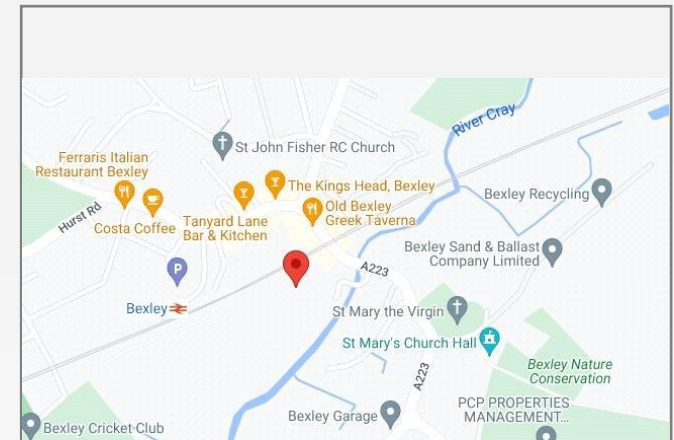 River Cray
St John Fisher RC Church
Ferraris Italian
Restaurant Bexley
The Kings Head, Bexley
Bexley Recycling
Hurst Rd
Costa Coffee
Tanyard Lane
Bar & Kitchen
Old Bexley
Greek Taverna
Bexley Sand & Ballast
Company Limited
A223
P
Bexley
St Mary the Virgin
St Mary's Church Hall
Bexley Nature
Conservation
A223
PCP PROPERTIES
MANAGEMENT...
Bexley Garage
Bexley Cricket Club